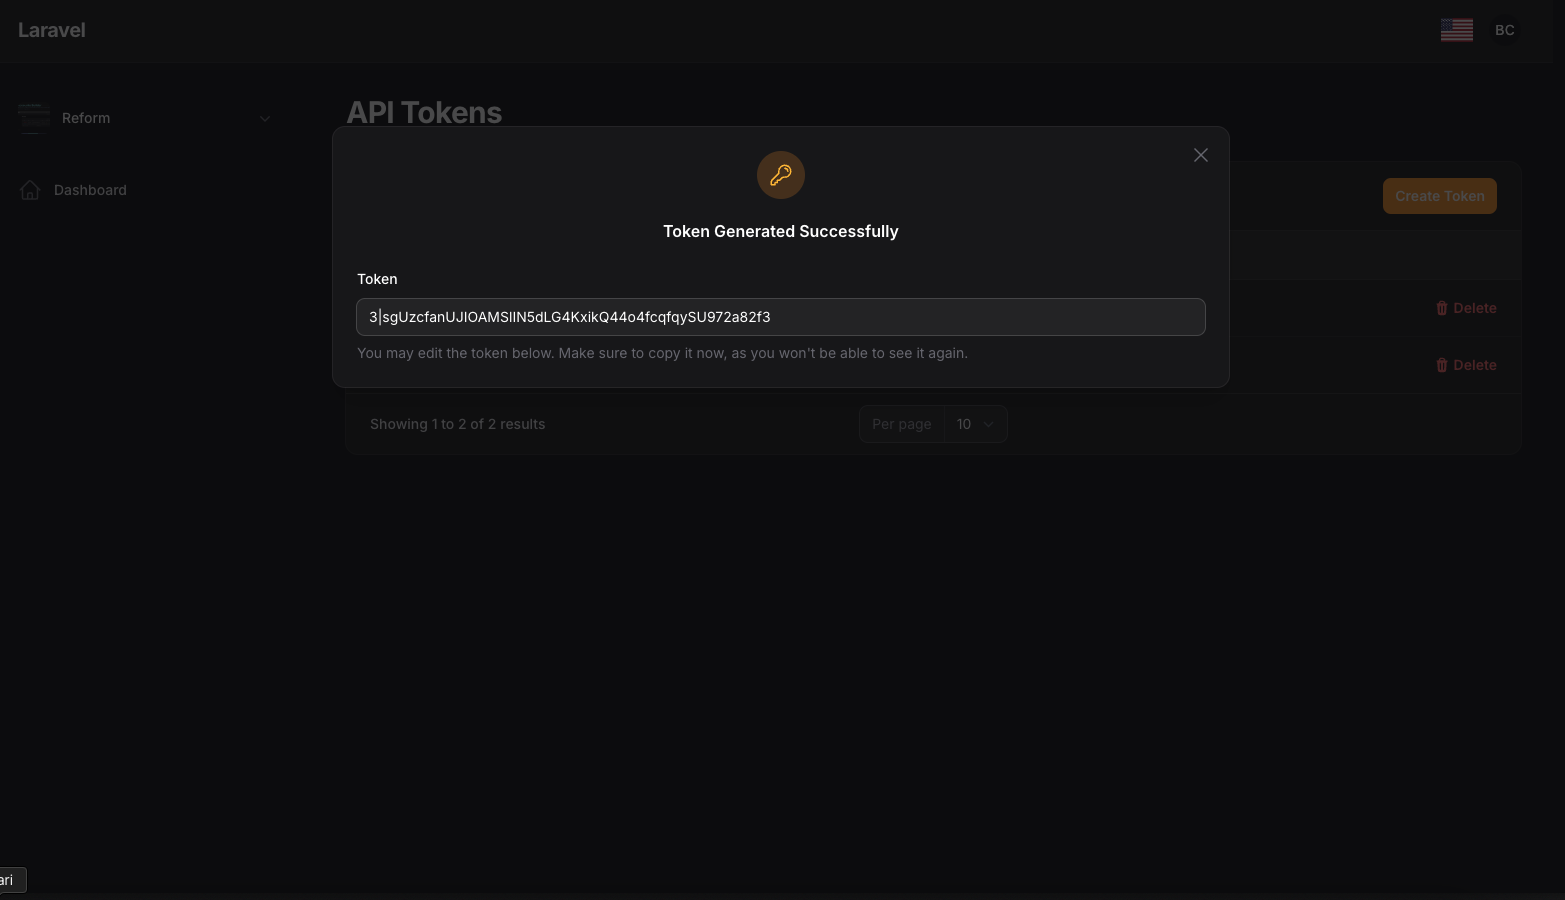 Laravel
BC
Reform
API Tokens
Dashboard
Create Token
Token Generated Successfully
Token
3|sgUzcfanUJIOAMSIIN5dLG4KxikQ44o4fcqfqySU972a82f3
You may edit the token below. Make sure to copy it now, as you won't be able to see it again.
Delete
Delete
Showing 1 to 2 of 2 results
Per page
10
ari